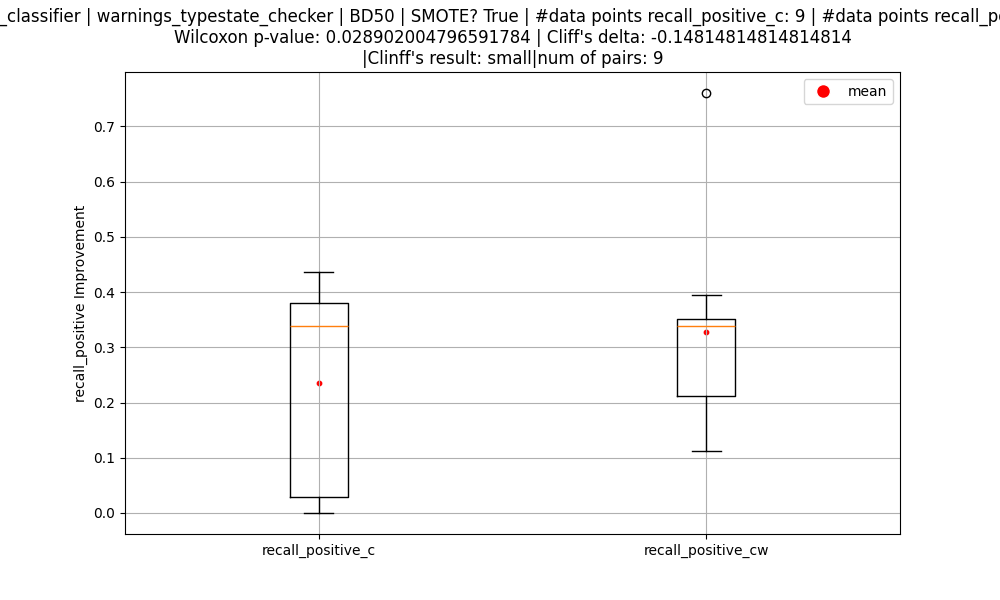 _classifier | warnings_typestate_checker | BD50 | SMOTE? True | #data points recall_positive_c: 9 | #data points
Wilcoxon p-value: 0.028902004796591784 | Cliff's delta: -0.14814814814814814
|Clinff's result: small|num of pairs: 9
mean
0.7
0.6
0.5
0.4
0.3
0.2
0.1
0.0
recall_positive Improvement
recall_positive_c
recall_positive_cw